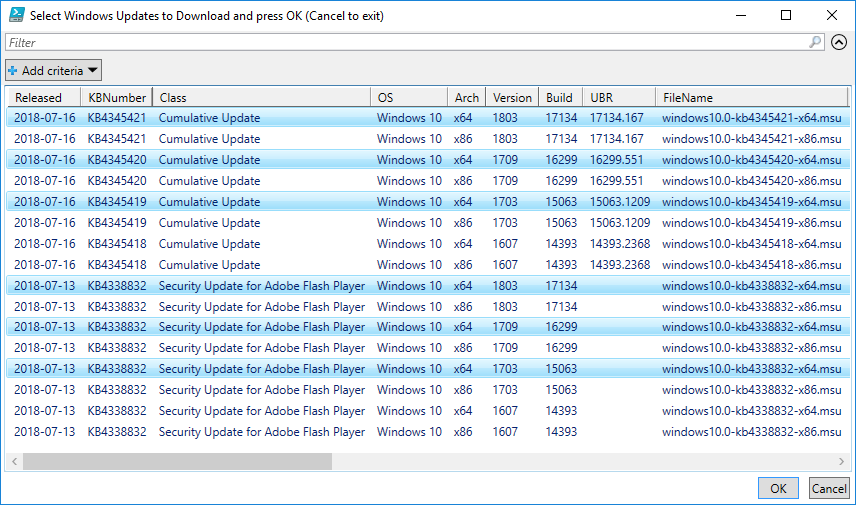 Select Windows Updates to Download and press OK (Cancel to exit)
Filter
Add criteria
Released KBNumber Class OS Arch Version Build UBR FileName
2018-07-16 KB4345421 Cumulative Update Windows 10 x64 1803 17134 17134.167 windows10.0-kb4345421-x64.msu
2018-07-16 KB4345421 Cumulative Update Windows 10 x86 1803 17134 17134.167 windows10.0-kb4345421-x86.msu
2018-07-16 KB4345420 Cumulative Update Windows 10 x64 1709 16299 16299.551 windows10.0-kb4345420-x64.msu
2018-07-16 KB4345420 Cumulative Update Windows 10 x86 1709 16299 16299.551 windows10.0-kb4345420-x86.msu
2018-07-16 KB4345419 Cumulative Update Windows 10 x64 1703 15063 15063.1209 windows10.0-kb4345419-x64.msu
2018-07-16 KB4345419 Cumulative Update Windows 10 x86 1703 15063 15063.1209 windows10.0-kb4345419-x86.msu
2018-07-16 KB4345418 Cumulative Update Windows 10 x64 1607 14393 14393.2368 windows10.0-kb4345418-x64.msu
2018-07-16 KB4345418 Cumulative Update Windows 10 x86 1607 14393 14393.2368 windows10.0-kb4345418-x86.msu
2018-07-13 KB4338832 Security Update for Adobe Flash Player Windows 10 x64 1803 17134 windows10.0-kb4338832-x64.msu
2018-07-13 KB4338832 Security Update for Adobe Flash Player Windows 10 x86 1803 17134 windows10.0-kb4338832-x86.msu
2018-07-13 KB4338832 Security Update for Adobe Flash Player Windows 10 x64 1709 16299 windows10.0-kb4338832-x64.msu
2018-07-13 KB4338832 Security Update for Adobe Flash Player Windows 10 x86 1709 16299 windows10.0-kb4338832-x86.msu
2018-07-13 KB4338832 Security Update for Adobe Flash Player Windows 10 x64 1703 15063 windows10.0-kb4338832-x64.msu
2018-07-13 KB4338832 Security Update for Adobe Flash Player Windows 10 x86 1703 15063 windows10.0-kb4338832-x86.msu
2018-07-13 KB4338832 Security Update for Adobe Flash Player Windows 10 x64 1607 14393 windows10.0-kb4338832-x64.msu
2018-07-13 KB4338832 Security Update for Adobe Flash Player Windows 10 x86 1607 14393 windows10.0-kb4338832-x86.msu
OK Cancel